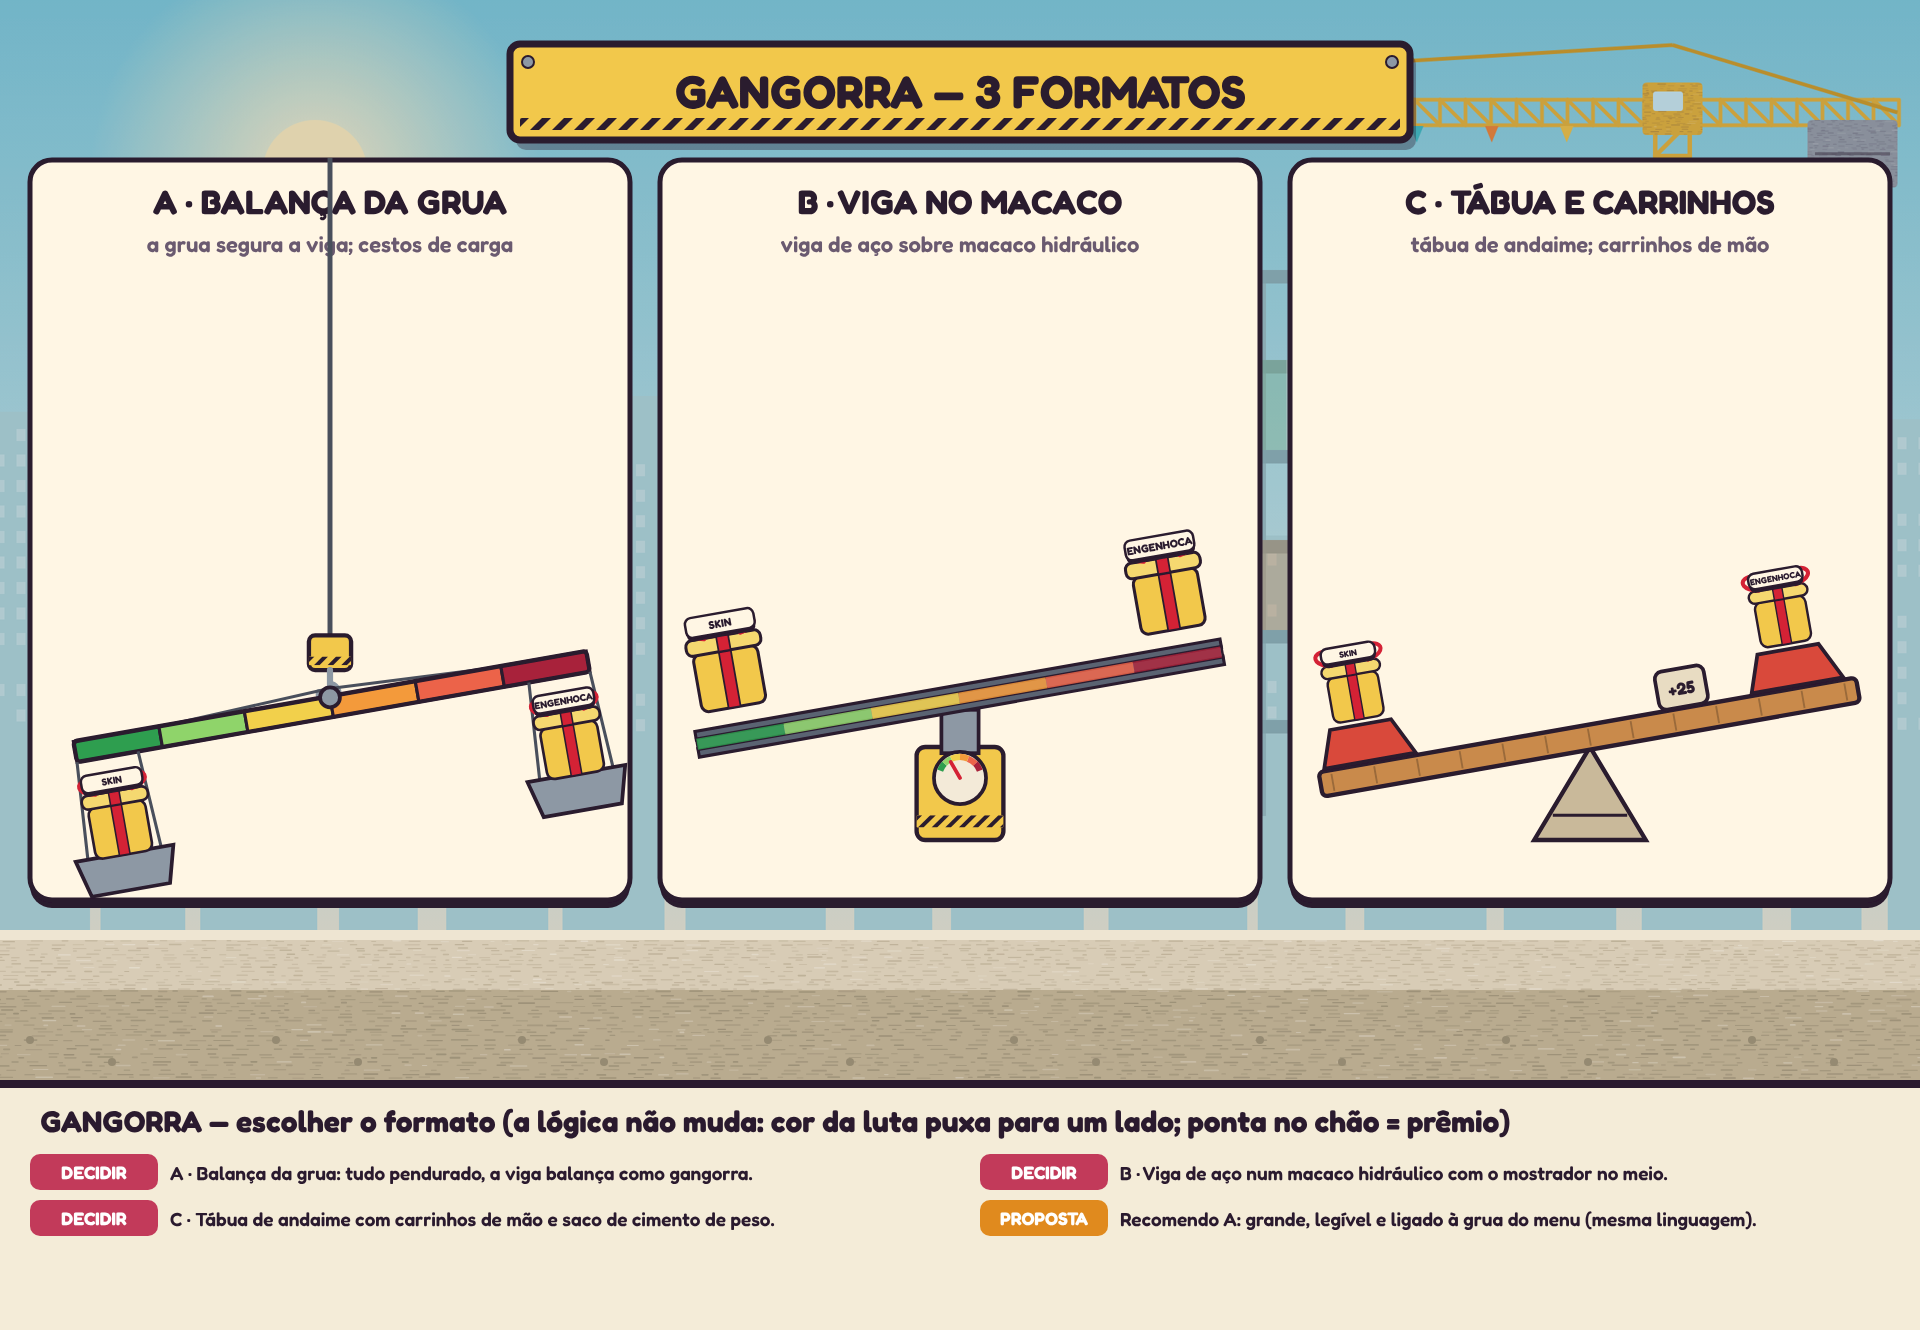 GANGORRA — 3 FORMATOS
A · BALANÇA DA GRUA
a grua segura a viga; cestos de carga
SKIN
ENGENHOCA
B · VIGA NO MACACO
viga de aço sobre macaco hidráulico
SKIN
ENGENHOCA
C · TÁBUA E CARRINHOS
tábua de andaime; carrinhos de mão
SKIN
ENGENHOCA
+25
GANGORRA — escolher o formato (a lógica não muda: cor da luta puxa para um lado; ponta no chão = prêmio)
DECIDIR A · Balança da grua: tudo pendurado, a viga balança como gangorra.
DECIDIR B · Viga de aço num macaco hidráulico com o mostrador no meio.
DECIDIR C · Tábua de andaime com carrinhos de mão e saco de cimento de peso.
PROPOSTA Recomendo A: grande, legível e ligado à grua do menu (mesma linguagem).